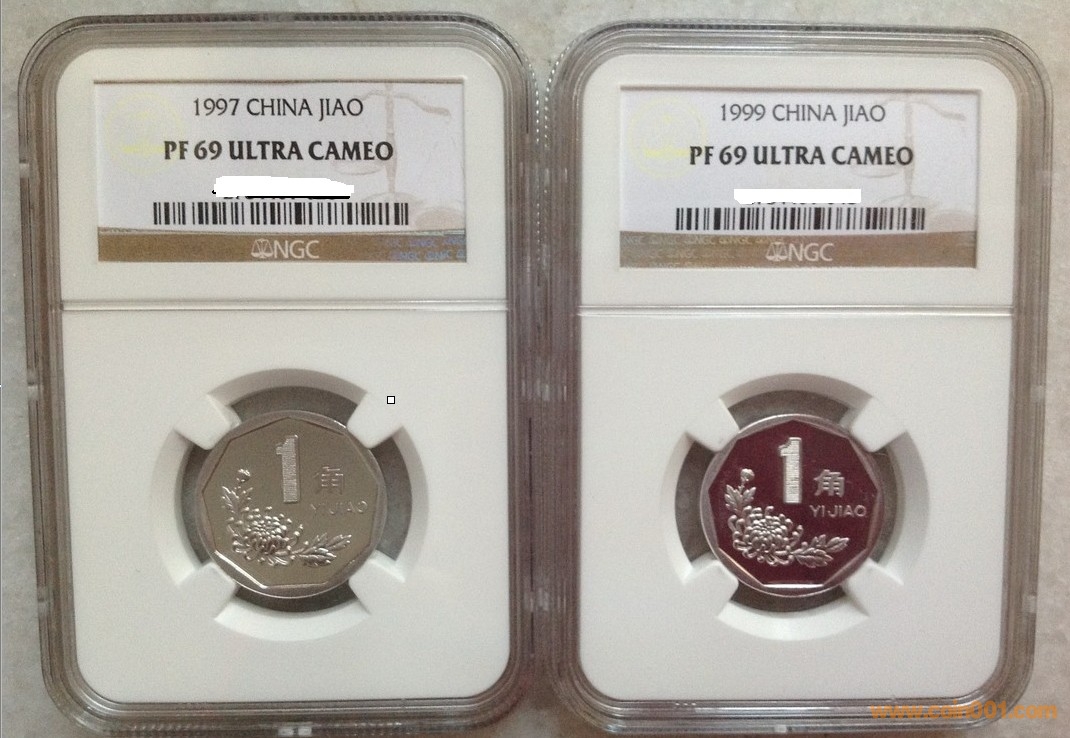 1997 CHINA JIAO
PF 69 ULTRA CAMEO
NGC
1
角
YI JIAO
1999 CHINA JIAO
PF 69 ULTRA CAMEO
NGC
1
角
YI JIAO
www.coin001.com